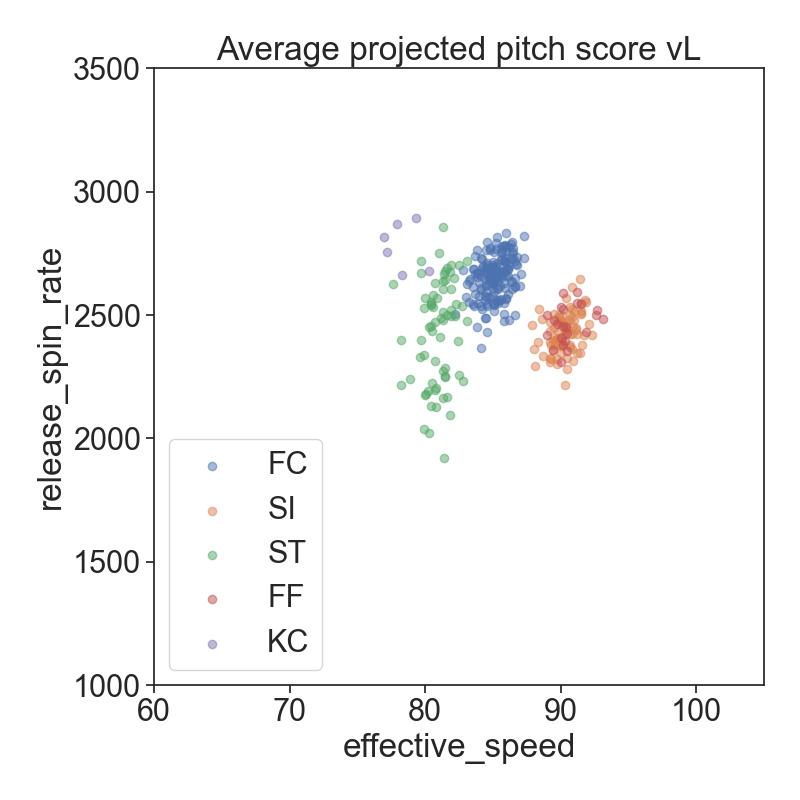 Average projected pitch score vL
3500
3000
2500
2000
1500
1000
release_spin_rate
FC
SI
ST
FF
KC
60
70
80
90
100
effective_speed